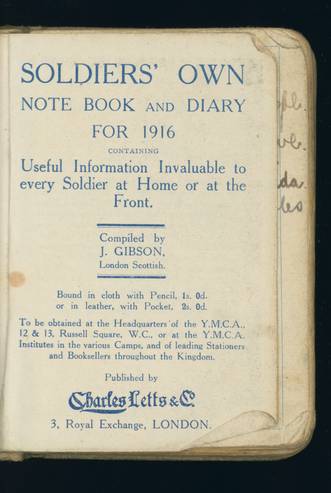 SOLDIERS' OWN
NOTE BOOK AND DIARY
FOR 1916
CONTAINING
Useful Information Invaluable to
every Soldier at Home or at the
Front.
Compiled by
J. GIBSON,
London Scottish.
Bound in cloth with Pencil, 1s. 0d.
or in leather, with Pocket, 2s. 0d.
To be obtained at the Headquarters of the Y.M.C.A.,
12 & 13, Russell Square, W.C., or at the Y.M.C.A.
Institutes in the various Camps, and of leading Stationers
and Booksellers throughout the Kingdom.
Published by
Charles Letts & Co.
3, Royal Exchange, LONDON.